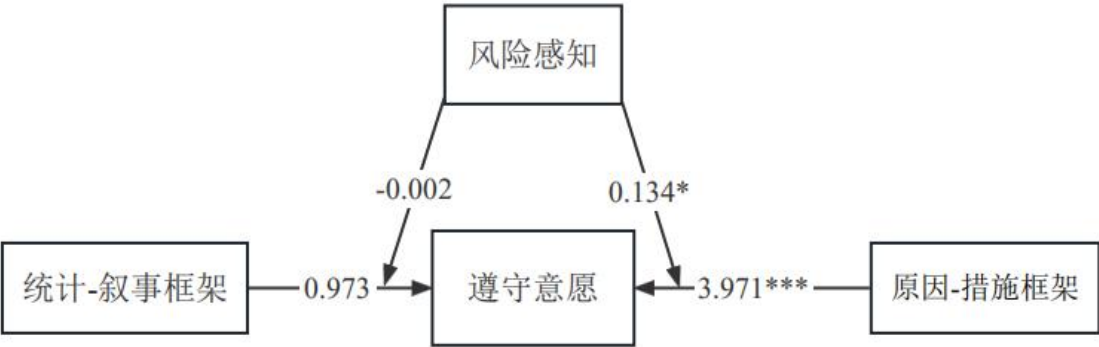 风险感知
-0.002
0.134*
统计-叙事框架
0.973
遵守意愿
3.971***
原因-措施框架